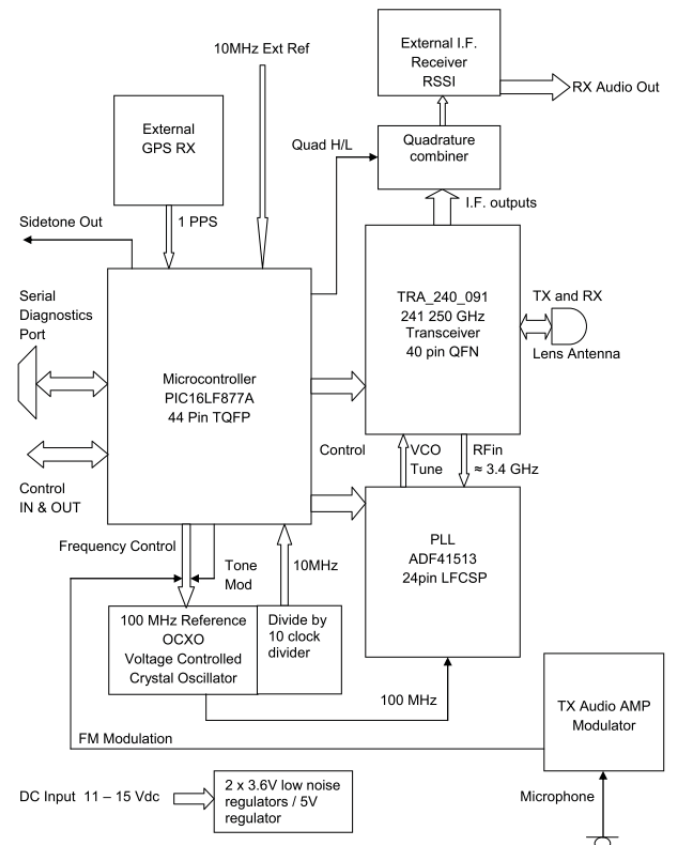 10MHz Ext Ref
External I.F.
Receiver
RSSI
RX Audio Out
External
GPS RX
Quad H/L
Quadrature
combiner
I.F. outputs
Sidetone Out
1 PPS
Serial
Diagnostics
Port
TRA_240_091
241 250 GHz
Transceiver
40 pin QFN
TX and RX
Lens Antenna
Microcontroller
PIC16LF877A
44 Pin TQFP
Control
VCO
Tune
RFin
≈ 3.4 GHz
Control
IN & OUT
PLL
ADF41513
24pin LFCSP
Frequency Control
Tone
Mod
10MHz
100 MHz Reference
OCXO
Voltage Controlled
Crystal Oscillator
Divide by
10 clock
divider
100 MHz
TX Audio AMP
Modulator
FM Modulation
DC Input 11 – 15 Vdc
2 x 3.6V low noise
regulators / 5V
regulator
Microphone